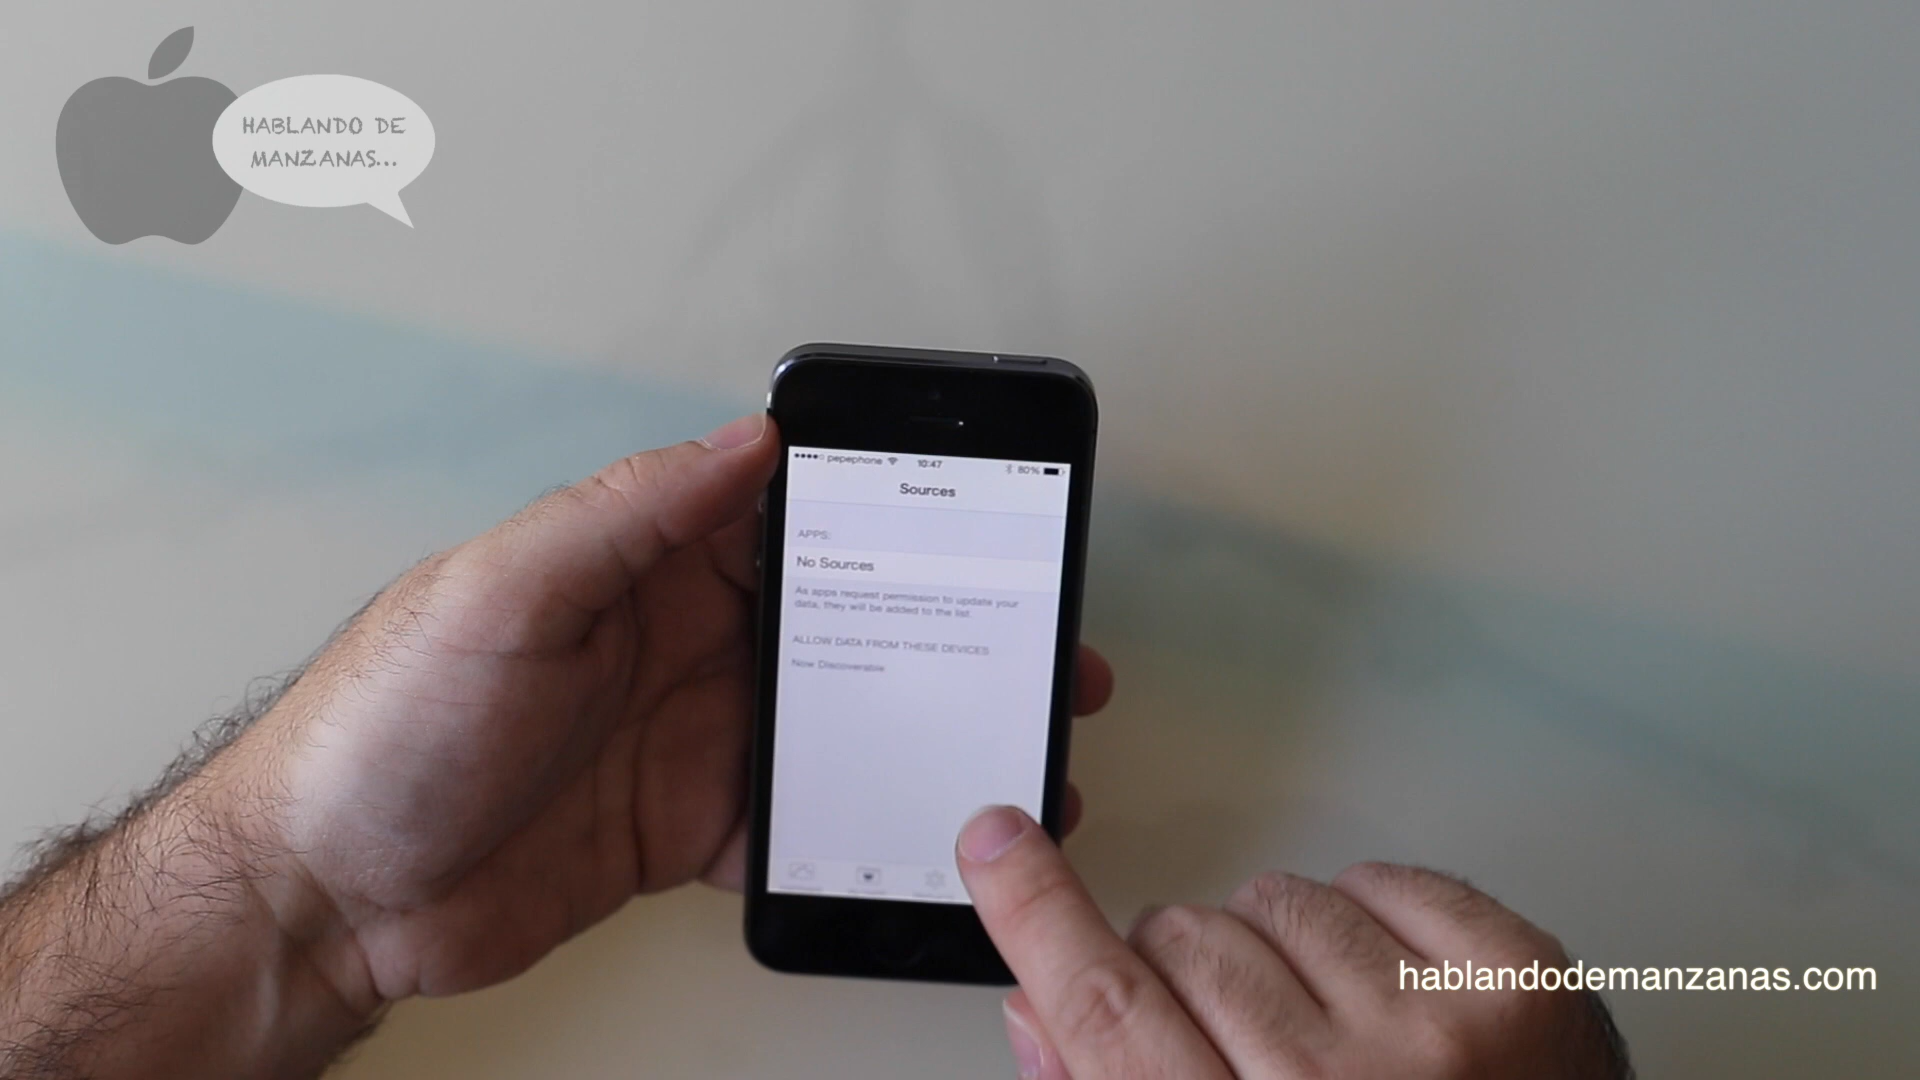 HABLANDO DE
MANZANAS...
pepephone 10:47 80%
Sources
APPS:
No Sources
As apps request permission to update your
data, they will be added to the list.
ALLOW DATA FROM THESE DEVICES
Now Discoverable
hablandodemanzanas.com